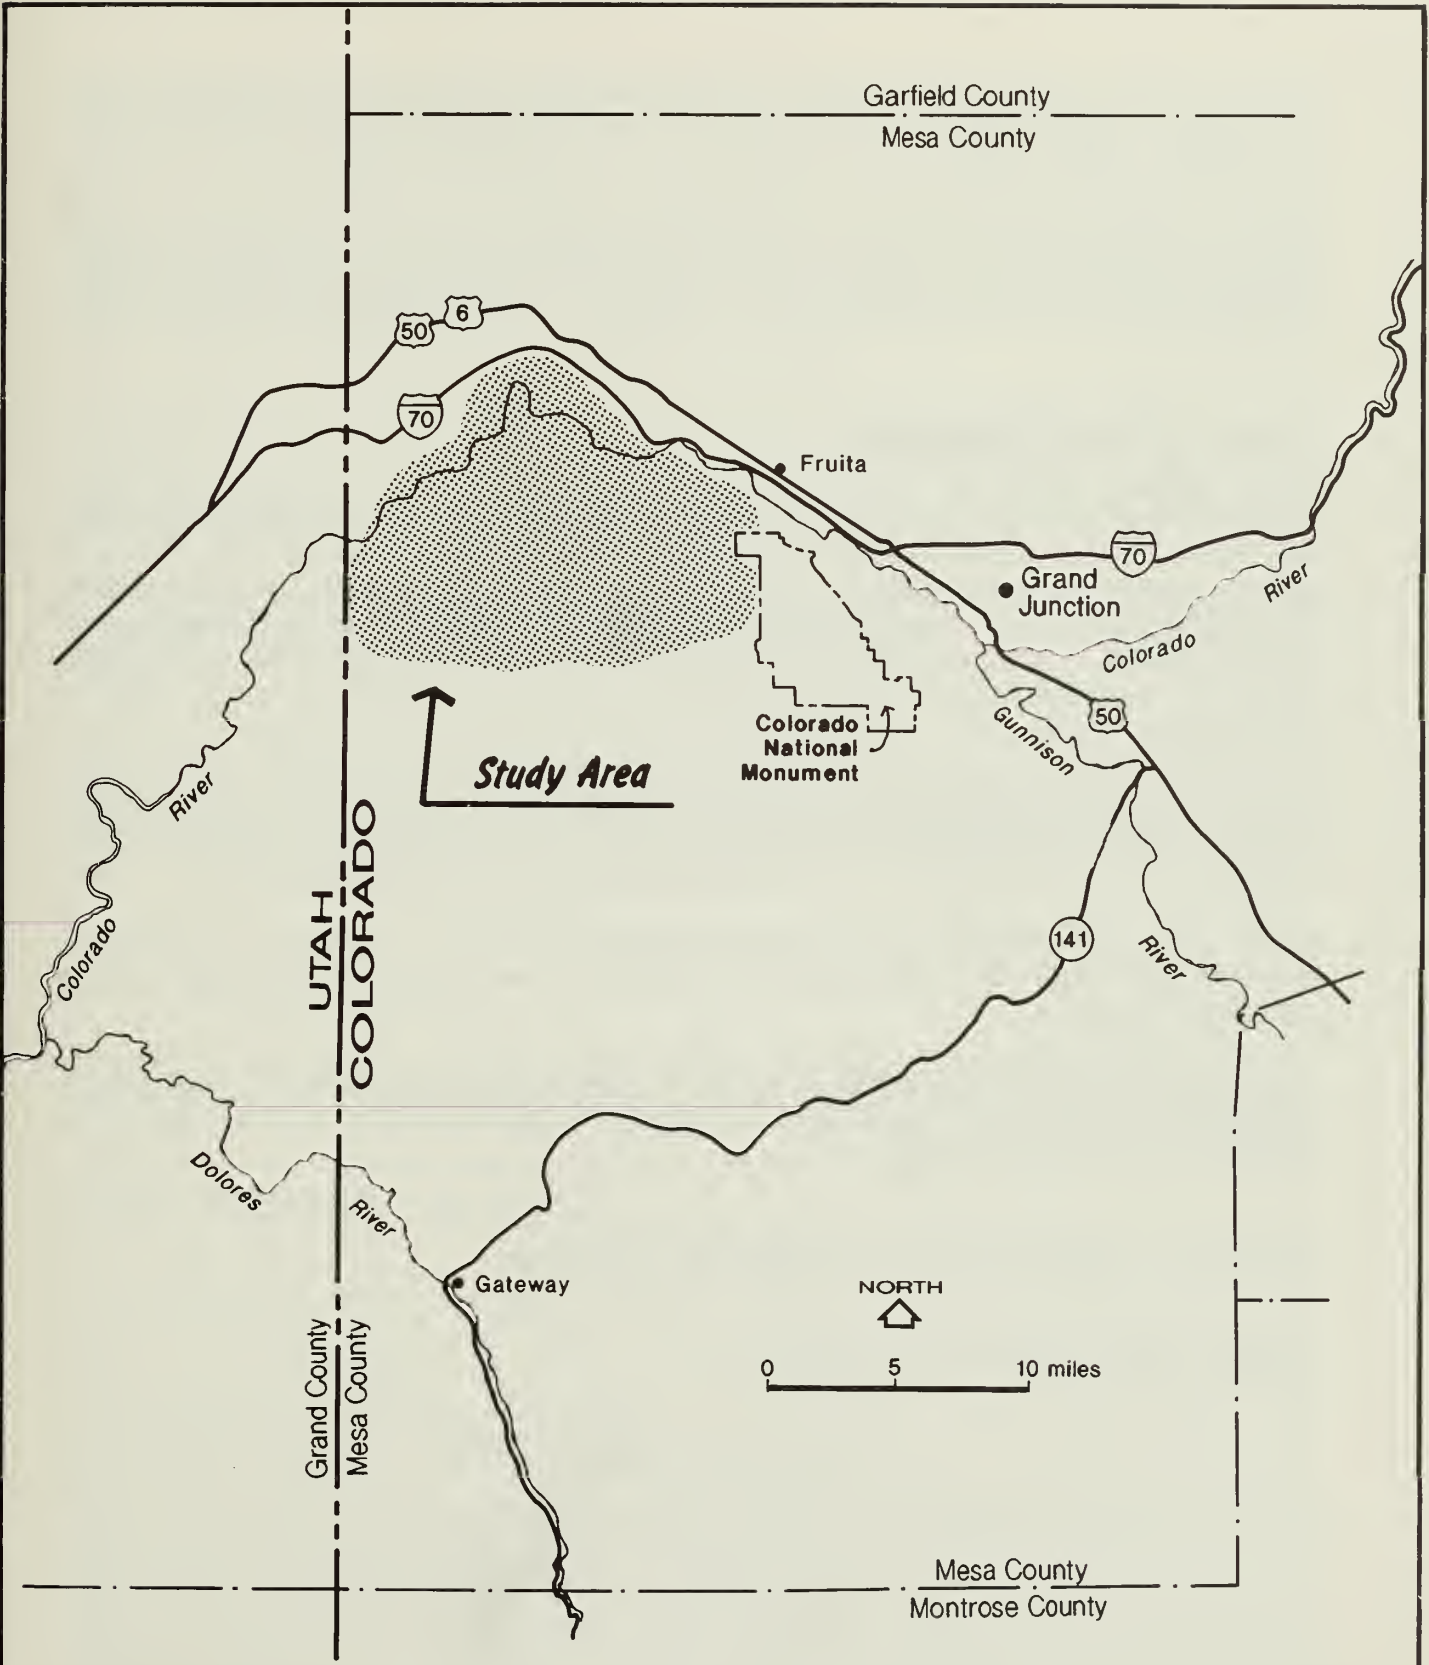 Garfield County
Mesa County
6
50
70
Fruita
70
Grand
Junction
River
Colorado
50
Gunnison
Colorado
National
Monument
Study Area
River
UTAH
COLORADO
Colorado
141
River
Dolores
River
Gateway
NORTH
0 5 10 miles
Grand County
Mesa County
Mesa County
Montrose County